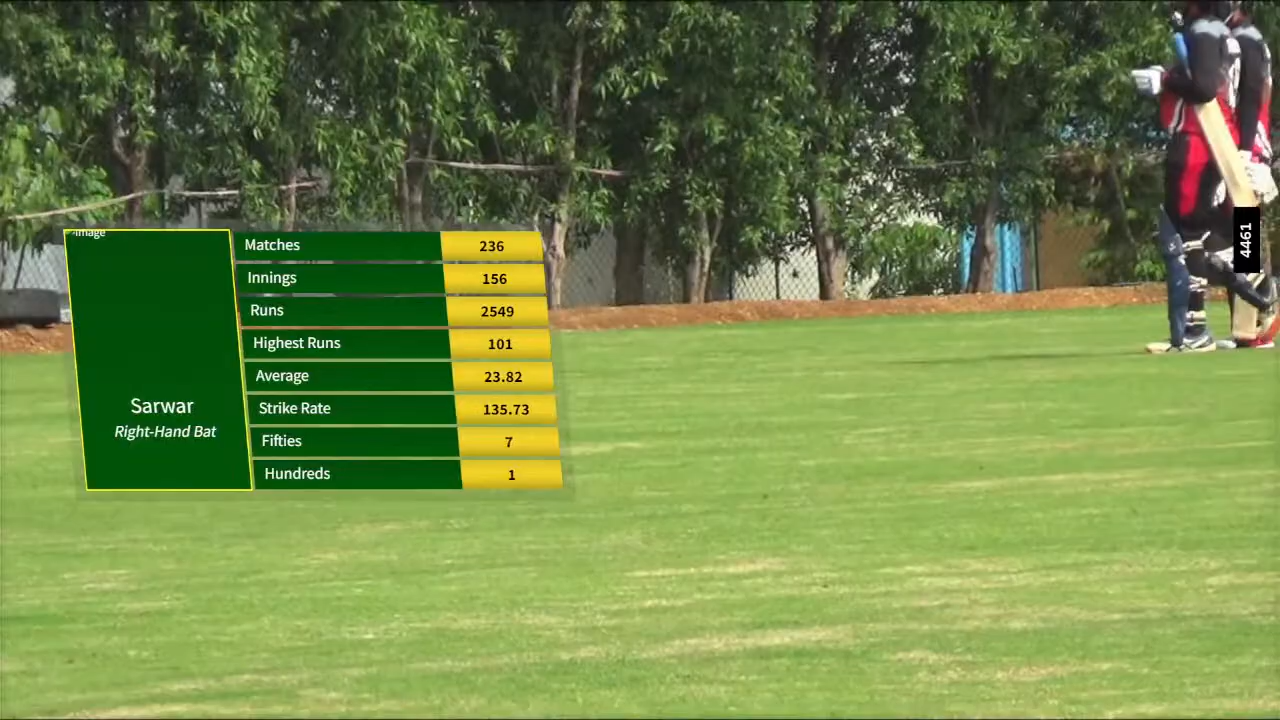 image
Sarwar
Right-Hand Bat
Matches 236
Innings 156
Runs 2549
Highest Runs 101
Average 23.82
Strike Rate 135.73
Fifties 7
Hundreds 1
4461